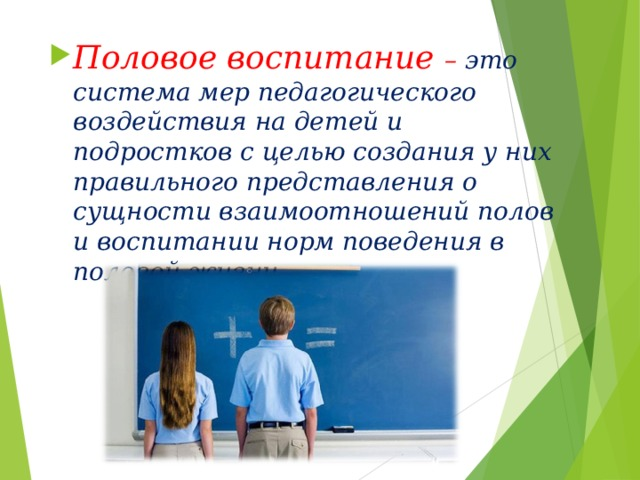 Половое воспитание – это
система мер педагогического
воздействия на детей и
подростков с целью создания у них
правильного представления о
сущности взаимоотношений полов
и воспитании норм поведения в
+ =